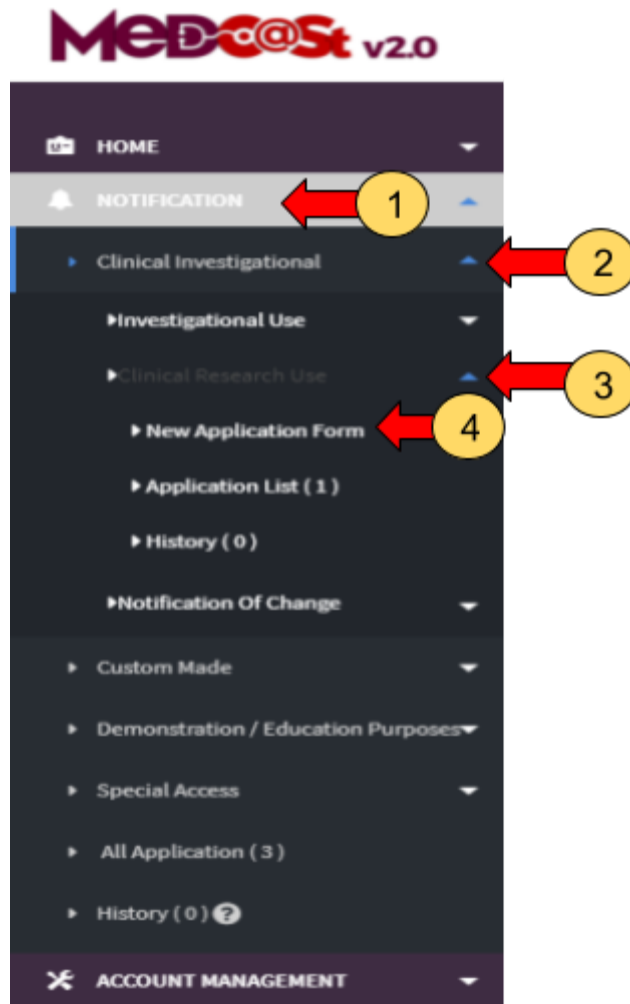 MeDC@St v2.0
HOME
NOTIFICATION
1
Clinical Investigational
2
Investigational Use
Clinical Research Use
3
New Application Form
4
Application List ( 1 )
History ( 0 )
Notification Of Change
Custom Made
Demonstration / Education Purposes
Special Access
All Application ( 3 )
History ( 0 ) ?
ACCOUNT MANAGEMENT